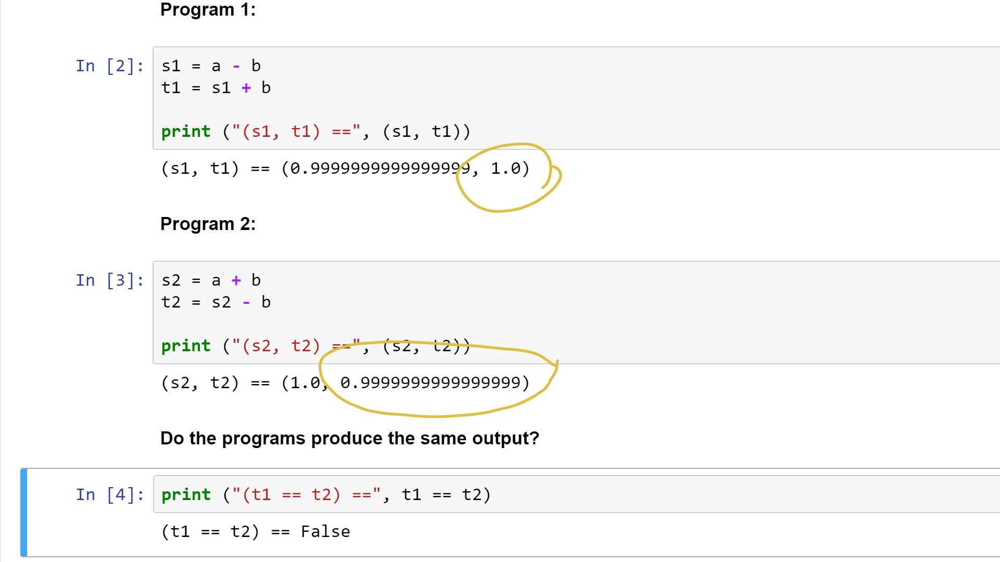 Program 1:
In [2]: s1 = a - b
t1 = s1 + b
print ("(s1, t1) ==", (s1, t1))
(s1, t1) == (0.9999999999999999, 1.0)
Program 2:
In [3]: s2 = a + b
t2 = s2 - b
print ("(s2, t2) ==", (s2, t2))
(s2, t2) == (1.0, 0.9999999999999999)
Do the programs produce the same output?
In [4]: print ("(t1 == t2) ==", t1 == t2)
(t1 == t2) == False